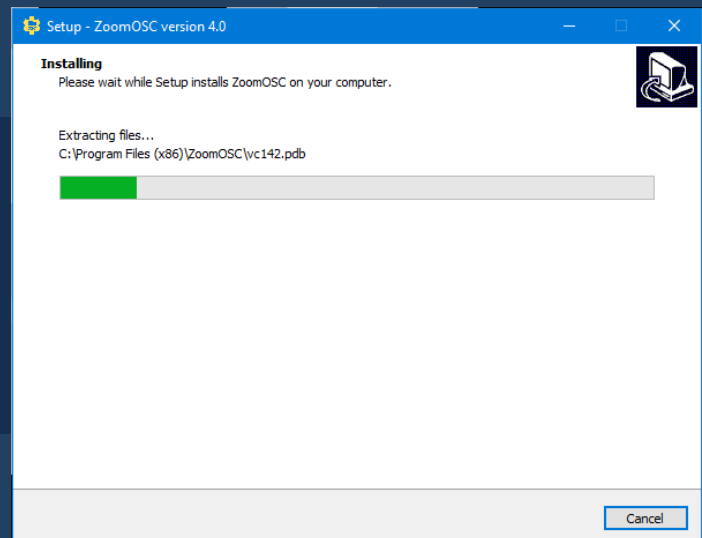 Setup - ZoomOSC version 4.0
Installing
Please wait while Setup installs ZoomOSC on your computer.
Extracting files...
C:\Program Files (x86)\ZoomOSC\vc142.pdb
Cancel